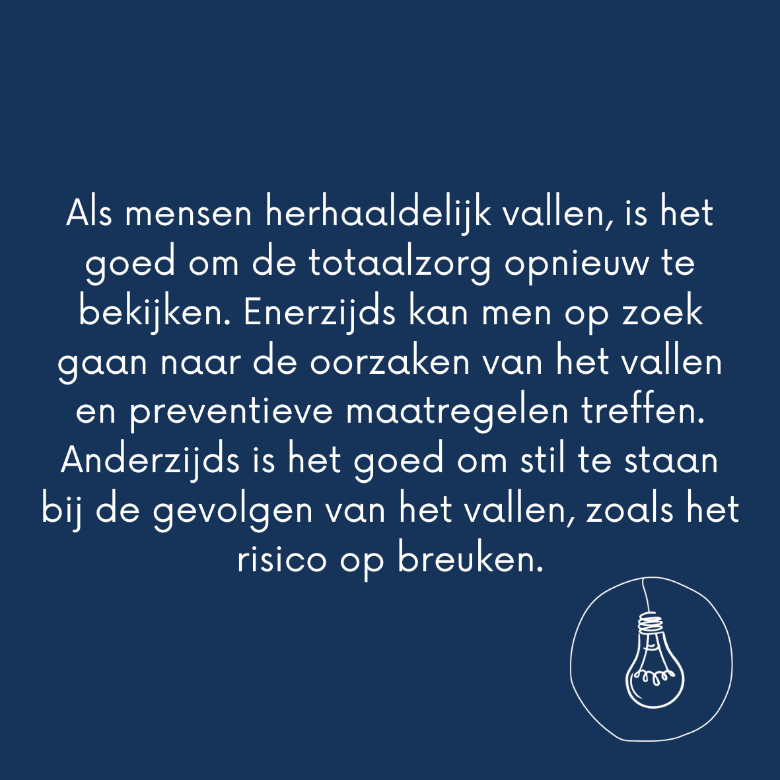 Als mensen herhaaldelijk vallen, is het
goed om de totaalzorg opnieuw te
bekijken. Enerzijds kan men op zoek
gaan naar de oorzaken van het vallen
en preventieve maatregelen treffen.
Anderzijds is het goed om stil te staan
bij de gevolgen van het vallen, zoals het
risico op breuken.